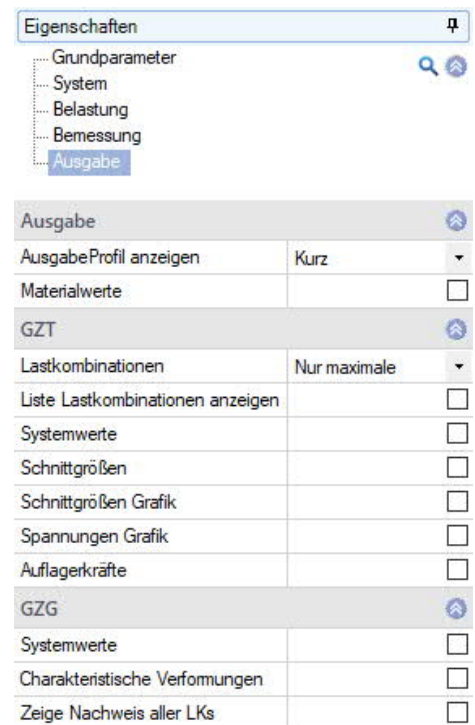 Eigenschaften
Grundparameter
System
Belastung
Bemessung
Ausgabe
Ausgabe
AusgabeProfil anzeigen Kurz
Materialwerte
GZT
Lastkombinationen Nur maximale
Liste Lastkombinationen anzeigen
Systemwerte
Schnittgrößen
Schnittgrößen Grafik
Spannungen Grafik
Auflagerkräfte
GZG
Systemwerte
Charakteristische Verformungen
Zeige Nachweis aller LKs